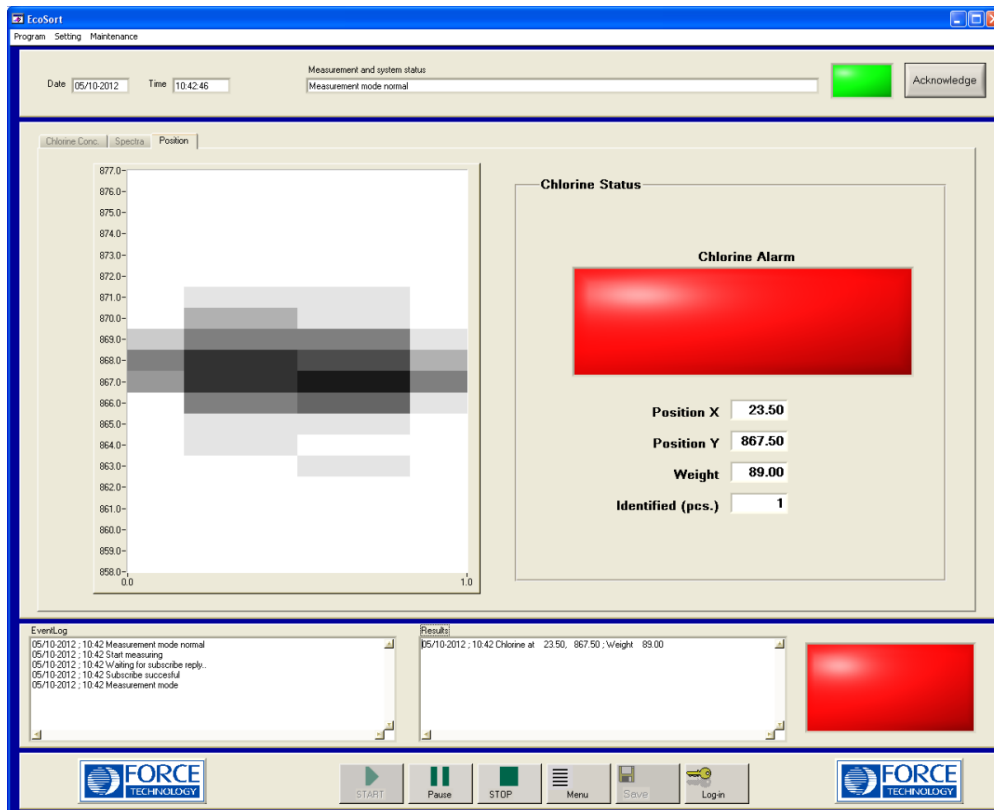 EcoSort
Program Setting Maintenance
Measurement and system status
Date 05/10-2012 Time 10:42:46 Measurement mode normal Acknowledge
Chlorine Conc. Spectra Position
877.0
876.0
875.0
874.0
873.0
872.0
871.0
870.0
869.0
868.0
867.0
866.0
865.0
864.0
863.0
862.0
861.0
860.0
859.0
858.0
0.0 1.0
Chlorine Status
Chlorine Alarm
Position X 23.50
Position Y 867.50
Weight 89.00
Identified (pcs.) 1
EventLog
05/10-2012 ; 10:42 Measurement mode normal
05/10-2012 ; 10:42 Start measuring
05/10-2012 ; 10:42 Waiting for subscribe reply..
05/10-2012 ; 10:42 Subscribe succesful
05/10-2012 ; 10:42 Measurement mode
Results
05/10-2012 ; 10:42 Chlorine at 23.50, 867.50 ; Weight 89.00
FORCE
TECHNOLOGY
START Pause STOP Menu Save Log-in
FORCE
TECHNOLOGY